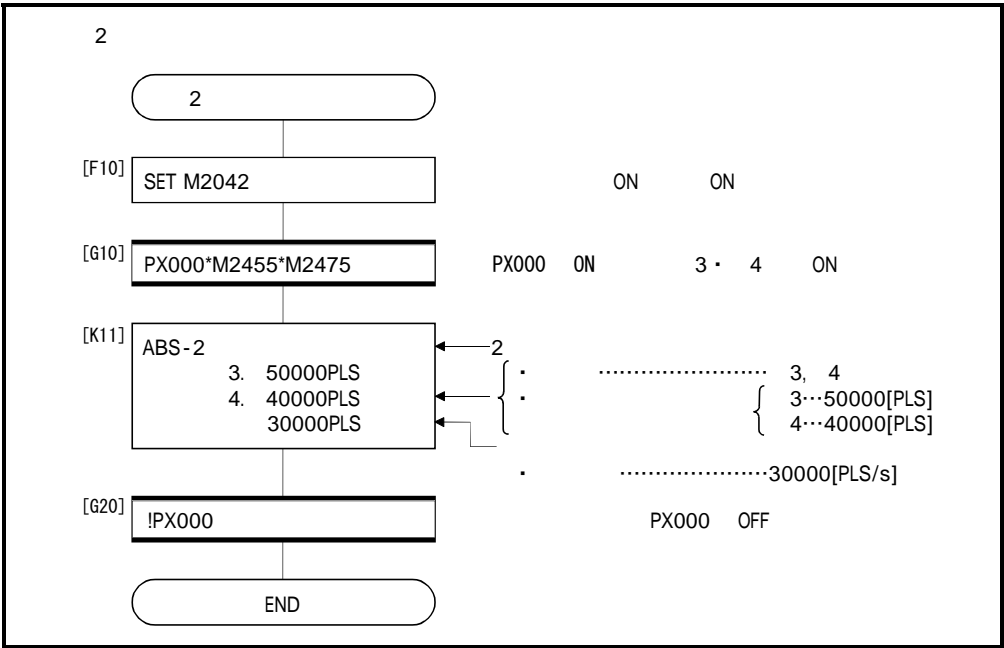 2
2
[F10] SET M2042 ON ON
[G10] PX000*M2455*M2475 PX000 ON 3・ 4 ON
[K11] ABS-2 2
3. 50000PLS ・ ……………………… 3, 4
4. 40000PLS ・ 3…50000[PLS]
30000PLS 4…40000[PLS]
・ …………………30000[PLS/s]
[G20] !PX000 PX000 OFF
END